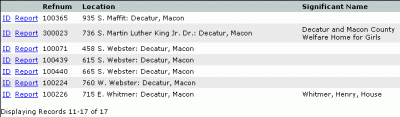 Refnum Location Significant Name
ID Report 100365 935 S. Maffit: Decatur, Macon
ID Report 300023 736 S. Martin Luther King Jr. Dr.: Decatur, Macon Decatur and Macon County Welfare Home for Girls
ID Report 100071 458 S. Webster: Decatur, Macon
ID Report 100439 615 S. Webster: Decatur, Macon
ID Report 100440 665 S. Webster: Decatur, Macon
ID Report 100224 760 W. Webster: Decatur, Macon
ID Report 100226 715 E. Whitmer: Decatur, Macon Whitmer, Henry, House
Displaying Records 11-17 of 17